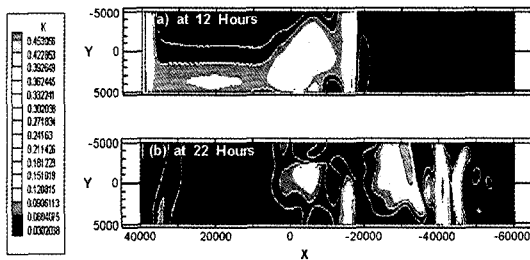 K
0.453056
0.422853
0.392649
0.362445
0.332241
0.302038
0.271834
0.24163
0.211426
0.181223
0.151019
0.120815
0.0906113
0.0604075
0.0302038
-5000
Y 0
5000
(a) at 12 Hours
-5000
Y 0
5000
(b) at 22 Hours
40000 20000 0 -20000 -40000 -60000
X